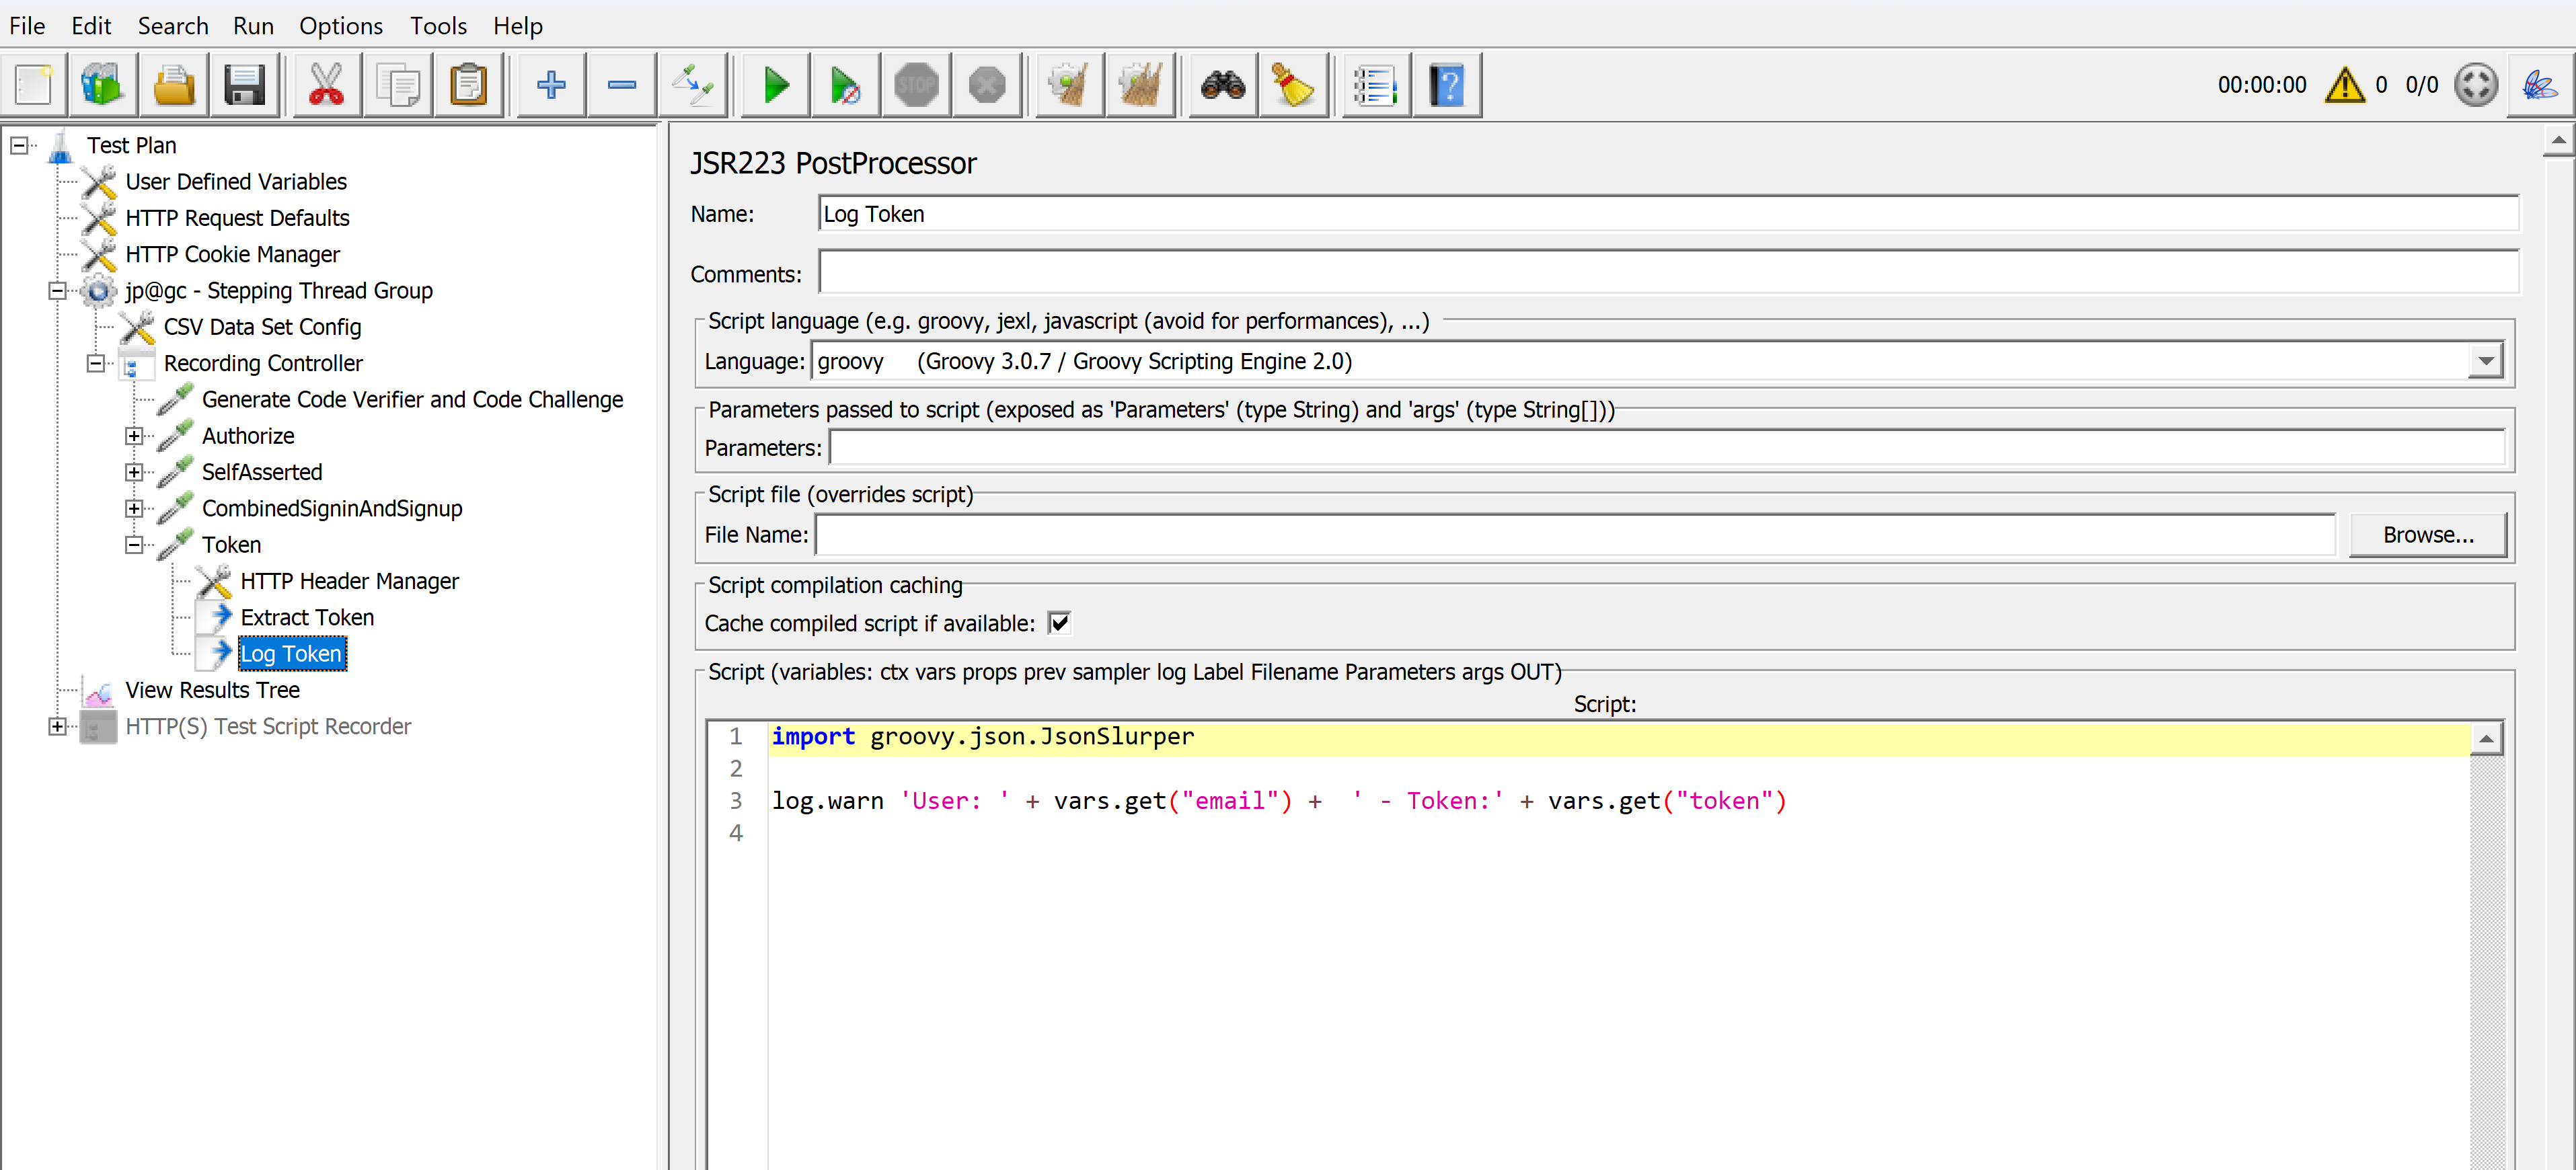 File Edit Search Run Options Tools Help
STOP
?
00:00:00 0 0/0
Test Plan
User Defined Variables
HTTP Request Defaults
HTTP Cookie Manager
jp@gc - Stepping Thread Group
CSV Data Set Config
Recording Controller
Generate Code Verifier and Code Challenge
Authorize
SelfAsserted
CombinedSigninAndSignup
Token
HTTP Header Manager
Extract Token
Log Token
View Results Tree
HTTP(S) Test Script Recorder
JSR223 PostProcessor
Name: Log Token
Comments:
Script language (e.g. groovy, jexl, javascript (avoid for performances), ...)
Language: groovy (Groovy 3.0.7 / Groovy Scripting Engine 2.0)
Parameters passed to script (exposed as 'Parameters' (type String) and 'args' (type String[]))
Parameters:
Script file (overrides script)
File Name: Browse...
Script compilation caching
Cache compiled script if available:
Script (variables: ctx vars props prev sampler log Label Filename Parameters args OUT)
Script:
1 import groovy.json.JsonSlurper
2
3 log.warn 'User: ' + vars.get("email") +  ' - Token:' + vars.get("token")
4